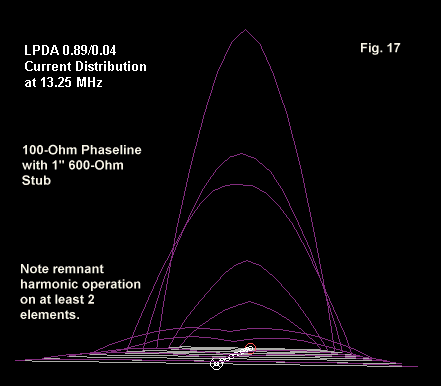 LPDA 0.89/0.04
Current Distribution
at 13.25 MHz
Fig. 17
100-Ohm Phaseline
with 1" 600-Ohm
Stub
Note remnant
harmonic operation
on at least 2
elements.